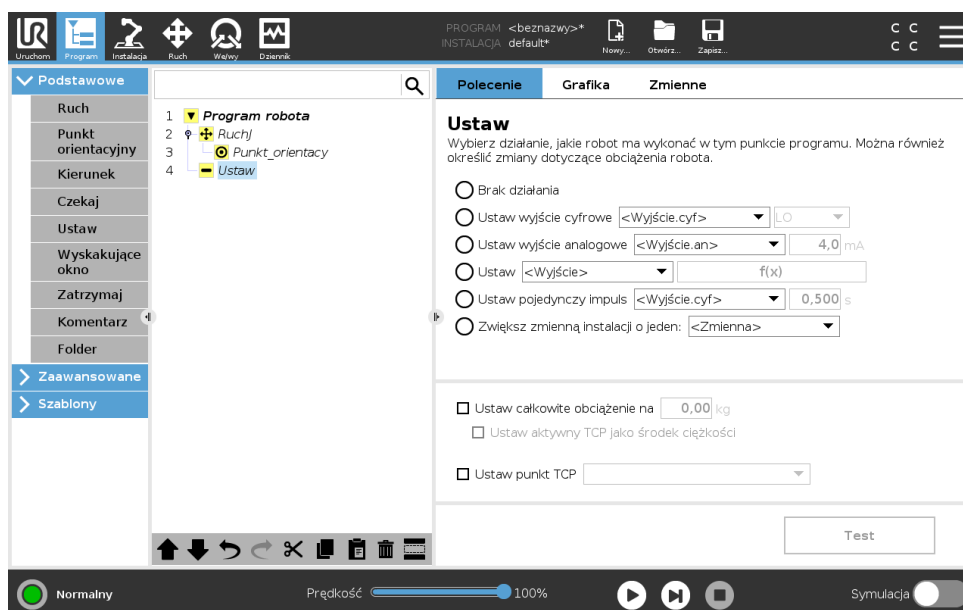 UR
Uruchom
Program
Instalacja
Ruch
We/wy
Dziennik
PROGRAM <beznazwy>*
INSTALACJA default*
Nowy...
Otwórz...
Zapisz...
C C
C C
Podstawowe
Ruch
Punkt
orientacyjny
Kierunek
Czekaj
Ustaw
Wyskakujące
okno
Zatrzymaj
Komentarz
Folder
Zaawansowane
Szablony
1 Program robota
2 RuchJ
3 Punkt_orientacy
4 Ustaw
Polecenie Grafika Zmienne
Ustaw
Wybierz działanie, jakie robot ma wykonać w tym punkcie programu. Można również
określić zmiany dotyczące obciążenia robota.
Brak działania
Ustaw wyjście cyfrowe <Wyjście.cyf> LO
Ustaw wyjście analogowe <Wyjście.an> 4,0 mA
Ustaw <Wyjście> f(x)
Ustaw pojedynczy impuls <Wyjście.cyf> 0,500 s
Zwiększ zmienną instalacji o jeden: <Zmienna>
Ustaw całkowite obciążenie na 0,00 kg
Ustaw aktywny TCP jako środek ciężkości
Ustaw punkt TCP
Test
Normalny
Prędkość 100%
Symulacja